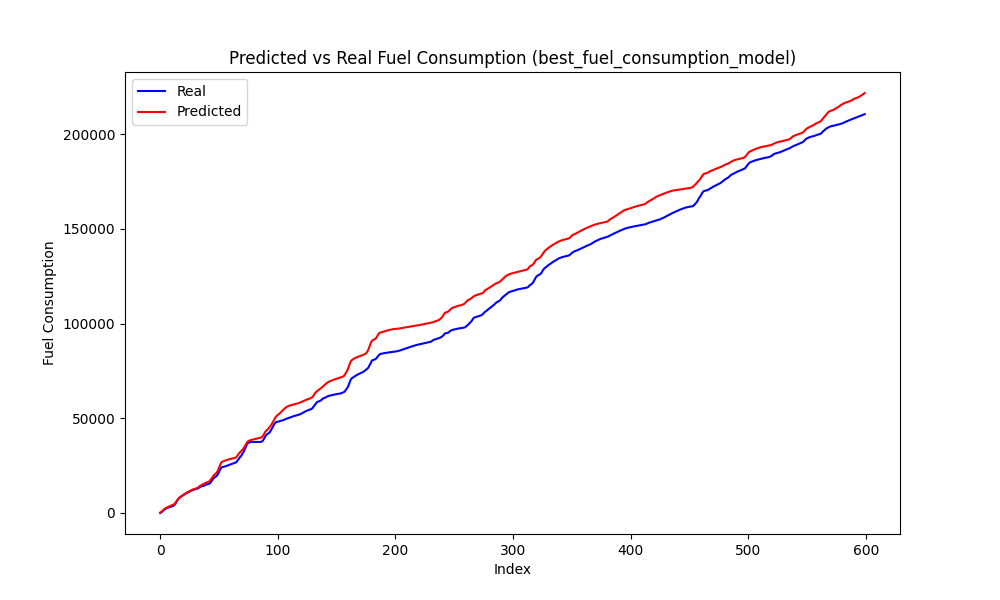 Predicted vs Real Fuel Consumption (best_fuel_consumption_model)
Real
Predicted
200000
150000
100000
50000
0
Fuel Consumption
0 100 200 300 400 500 600
Index